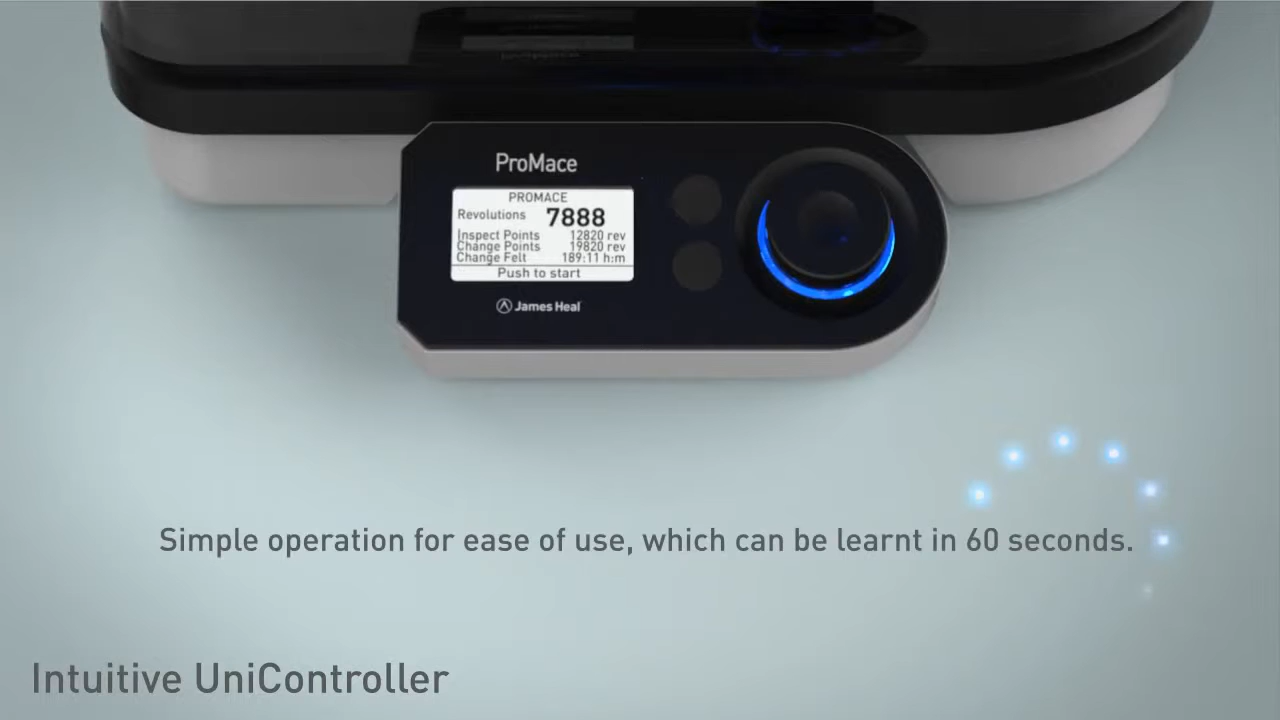 ProMace
PROMACE
Revolutions 7888
Inspect Points 12820 rev
Change Points 19820 rev
Change Felt 189:11 h:m
Push to start
James Heal
Simple operation for ease of use, which can be learnt in 60 seconds.
Intuitive UniController